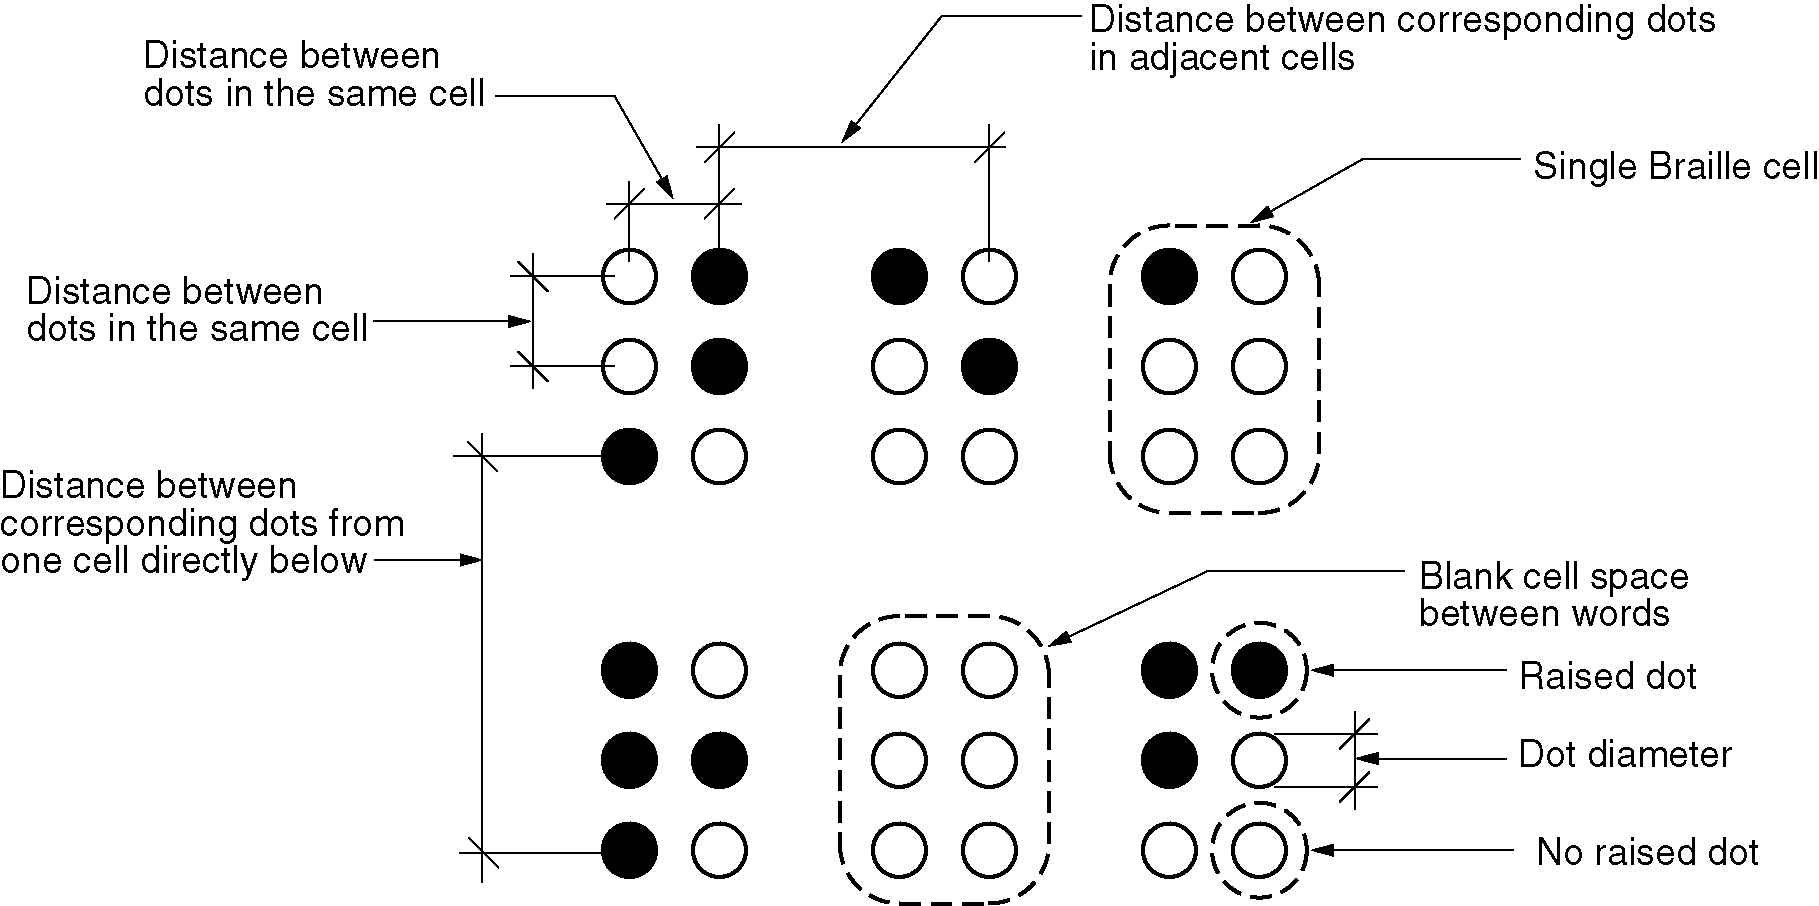 Distance between corresponding dots
in adjacent cells
Distance between
dots in the same cell
Single Braille cell
Distance between
dots in the same cell
Distance between
corresponding dots from
one cell directly below
Blank cell space
between words
Raised dot
Dot diameter
No raised dot